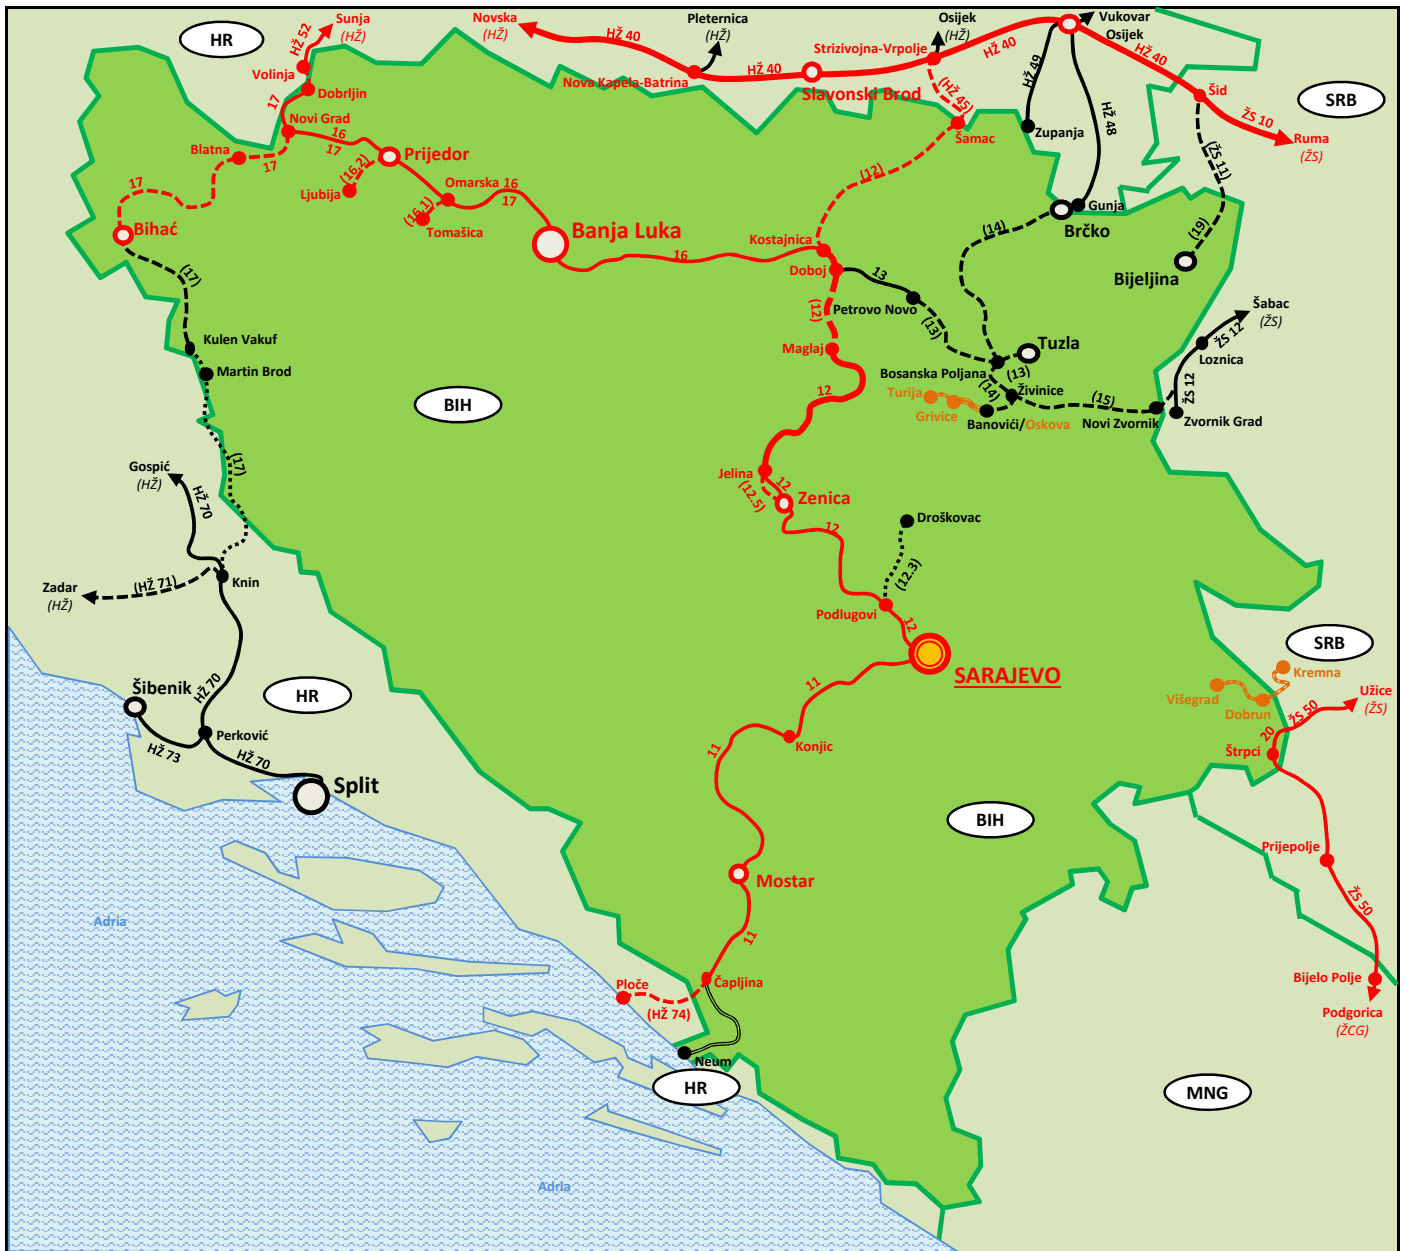 HR
HŽ 52
Sunja
(HŽ)
Novska
(HŽ)
HŽ 40
Pleternica
(HŽ)
Osijek
(HŽ)
Vukovar
Osijek
Strizivojna-Vrpolje
HŽ 40
HŽ 40
HŽ 40
Volinja
Nova Kapela-Batrina
Slavonski Brod
(HŽ 45)
HŽ 49
HŽ 48
Šid
SRB
ŽS 10
Ruma
(ŽS)
Dobrljin
17
Novi Grad
16
17
Šamac
Zupanja
Blatna
17
Prijedor
(16.2)
Ljubija
Omarska
16
17
(16.1)
Tomašica
(12)
(ŽS 11)
17
Bihać
Banja Luka
Kostajnica
Gunja
Brčko
(14)
(19)
Bijeljina
16
Doboj
13
(17)
Petrovo Novo
(12)
(13)
Šabac
(ŽS)
ŽS 12
Kulen Vakuf
Maglaj
Tuzla
Loznica
Martin Brod
Bosanska Poljana
(13)
(14)
Živinice
ŽS 12
BIH
12
Turija
Grivice
(15)
Banovići/Oskova
Novi Zvornik
Zvornik Grad
Gospić
(HŽ)
(17)
HŽ 70
Jelina
12
(12.5)
Zenica
12
Droškovac
(12.3)
Zadar
(HŽ)
(HŽ 71)
Knin
Podlugovi
12
SRB
SARAJEVO
Kremna
Višegrad
Dobrun
Užice
(ŽS)
ŽS 50
20
Štrpci
Šibenik
HŽ 70
HR
11
Perković
HŽ 73
HŽ 70
Konjic
11
Split
BIH
Prijepolje
Mostar
ŽS 50
Adria
11
Ploče
Čapljina
(HŽ 74)
Bijelo Polje
Podgorica
(ŽCG)
Neum
HR
MNG
Adria